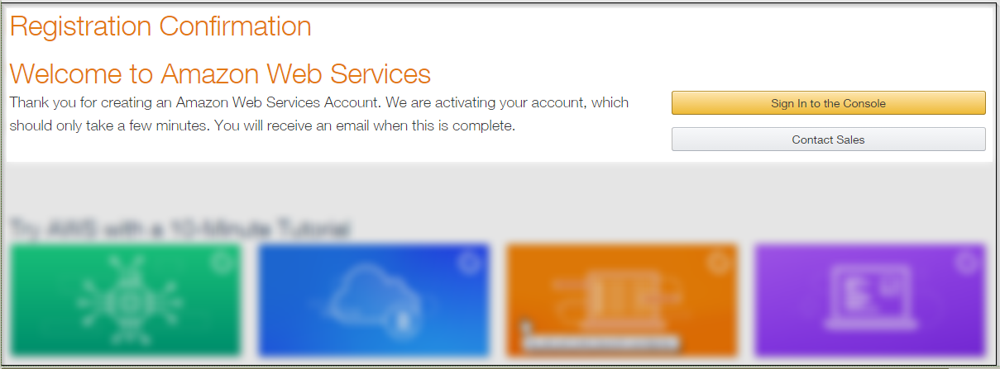 Registration Confirmation
Welcome to Amazon Web Services
Thank you for creating an Amazon Web Services Account. We are activating your account, which
should only take a few minutes. You will receive an email when this is complete.
Sign In to the Console
Contact Sales
Try AWS with a 10-Minute Tutorial